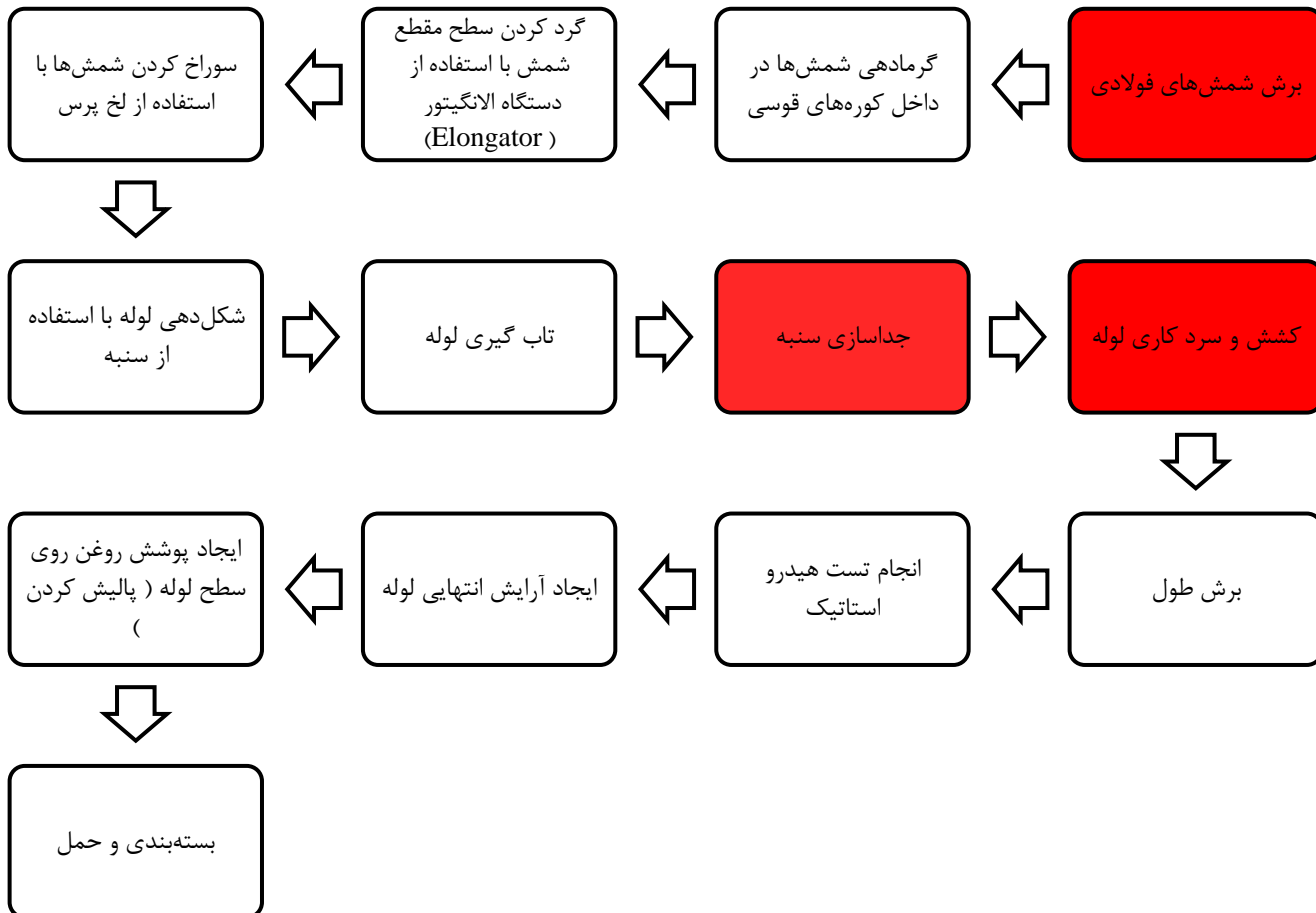 برش شمش‌های فولادی
گرمادهی شمش‌ها در
داخل کوره‌های قوسی
گرد کردن سطح مقطع
شمش با استفاده از
دستگاه الانگیتور
(Elongator )
سوراخ کردن شمش‌ها با
استفاده از لخ پرس
شکل‌دهی لوله با استفاده
از سنبه
تاب گیری لوله
جداسازی سنبه
کشش و سرد کاری لوله
برش طول
انجام تست هیدرو
استاتیک
ایجاد آرایش انتهایی لوله
ایجاد پوشش روغن روی
سطح لوله ( پالیش کردن
)
بسته‌بندی و حمل